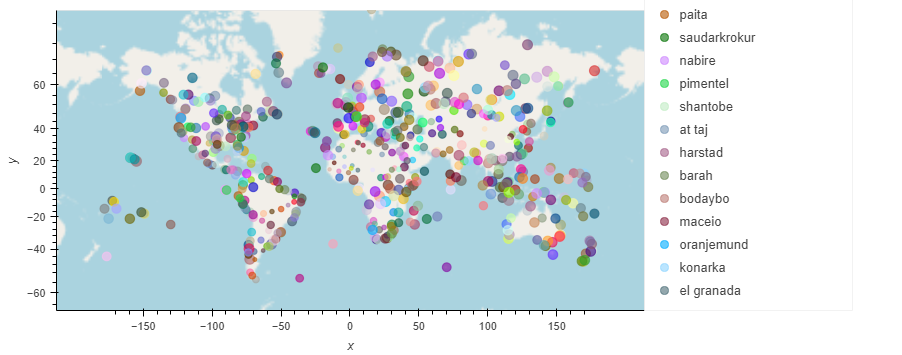 paita
saudarkrokur
nabire
pimentel
shantobe
at taj
harstad
barah
bodaybo
maceio
oranjemund
konarka
el granada
y
60
40
20
0
−20
−40
−60
−150
−100
−50
0
50
100
150
x